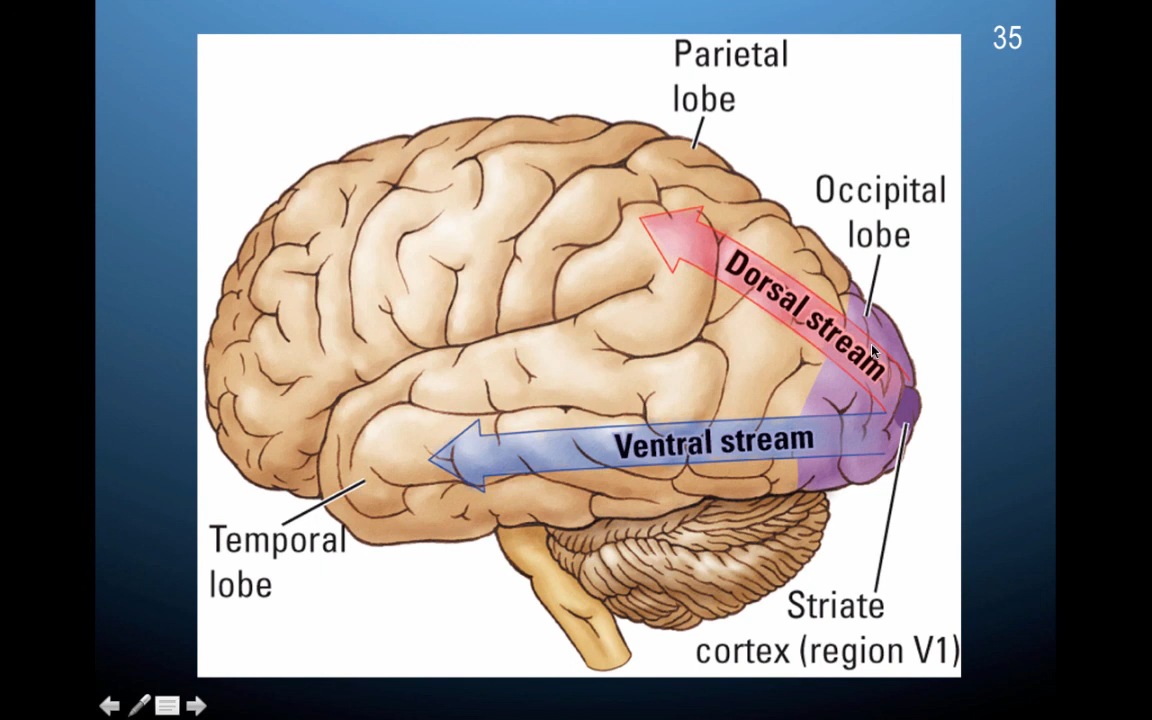 35
Parietal
lobe
Occipital
lobe
Dorsal stream
Ventral stream
Temporal
lobe
Striate
cortex (region V1)